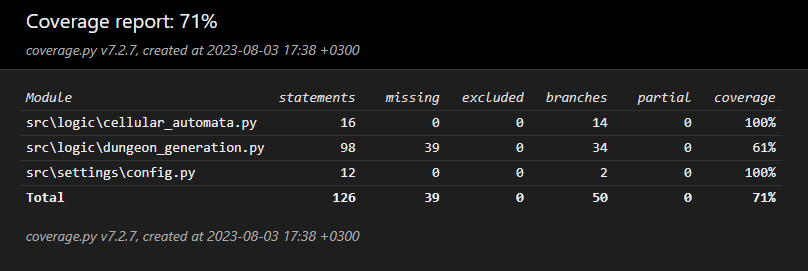 Coverage report: 71%
coverage.py v7.2.7, created at 2023-08-03 17:38 +0300
Module statements missing excluded branches partial coverage
src\logic\cellular_automata.py 16 0 0 14 0 100%
src\logic\dungeon_generation.py 98 39 0 34 0 61%
src\settings\config.py 12 0 0 2 0 100%
Total 126 39 0 50 0 71%
coverage.py v7.2.7, created at 2023-08-03 17:38 +0300